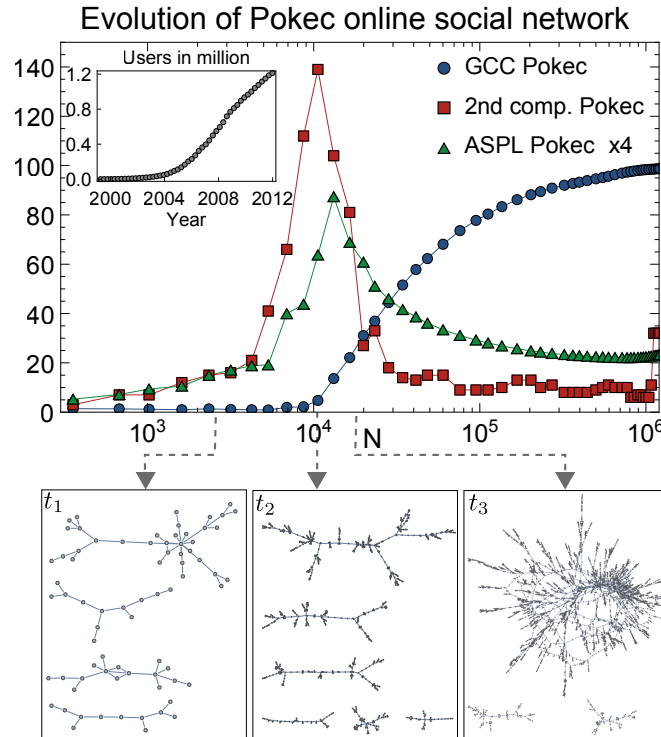 Evolution of Pokec online social network
140
120
100
80
60
40
20
0
Users in million
1.2
0.8
0.4
0.0
2000 2004 2008 2012
Year
GCC Pokec
2nd comp. Pokec
ASPL Pokec x4
10³ 10⁴ N 10⁵ 10⁶
t₁ t₂ t₃